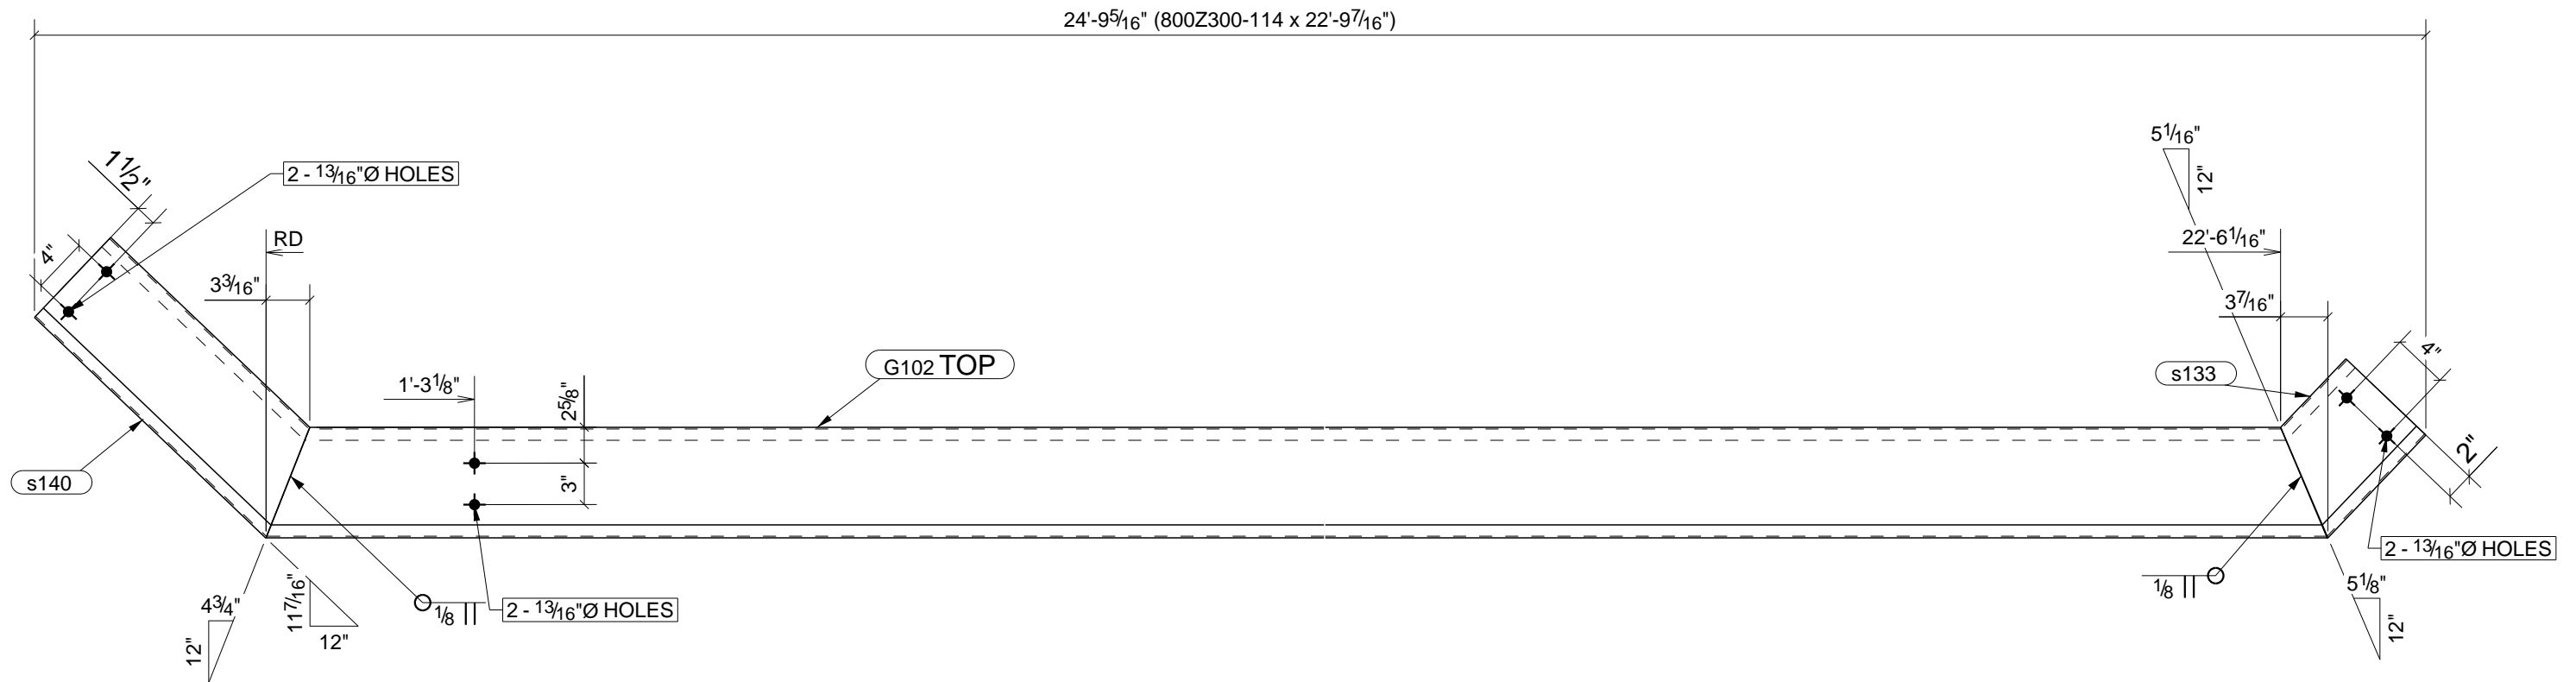 24'-9 5/16" (800Z300-114 x 22'-9 7/16")
5 1/16"
12"
1 1/2"
2 - 13/16"Ø HOLES
4"
RD
22'-6 1/16"
3 3/16"
3 7/16"
4"
G102 TOP
s133
1'-3 1/8"
2 5/8"
2"
s140
3"
2 - 13/16"Ø HOLES
1/8
5 1/8"
12"
11 7/16"
12"
4 3/4"
12"
1/8
2 - 13/16"Ø HOLES